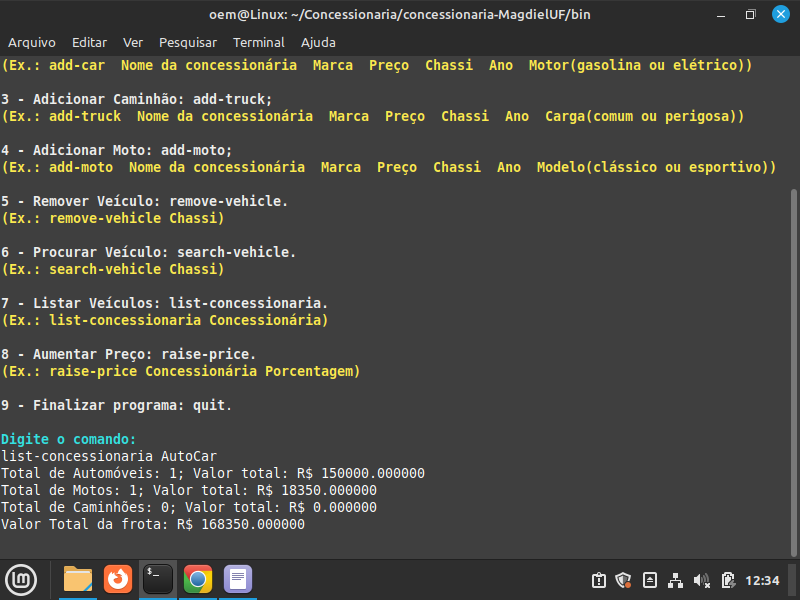 oem@Linux: ~/Concessionaria/concessionaria-MagdielUF/bin
Arquivo Editar Ver Pesquisar Terminal Ajuda
(Ex.: add-car  Nome da concessionária  Marca  Preço  Chassi  Ano  Motor(gasolina ou elétrico))
3 - Adicionar Caminhão: add-truck;
(Ex.: add-truck  Nome da concessionária  Marca  Preço  Chassi  Ano  Carga(comum ou perigosa))
4 - Adicionar Moto: add-moto;
(Ex.: add-moto  Nome da concessionária  Marca  Preço  Chassi  Ano  Modelo(clássico ou esportivo))
5 - Remover Veículo: remove-vehicle.
(Ex.: remove-vehicle Chassi)
6 - Procurar Veículo: search-vehicle.
(Ex.: search-vehicle Chassi)
7 - Listar Veículos: list-concessionaria.
(Ex.: list-concessionaria Concessionária)
8 - Aumentar Preço: raise-price.
(Ex.: raise-price Concessionária Porcentagem)
9 - Finalizar programa: quit.
Digite o comando:
list-concessionaria AutoCar
Total de Automóveis: 1; Valor total: R$ 150000.000000
Total de Motos: 1; Valor total: R$ 18350.000000
Total de Caminhões: 0; Valor total: R$ 0.000000
Valor Total da frota: R$ 168350.000000
12:34